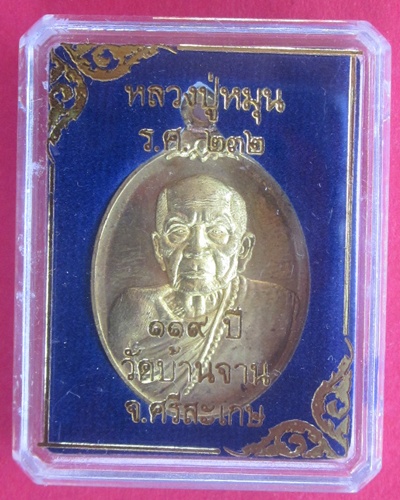 หลวงปู่หมุน
ร.ศ. ๒๓๒
๑๑๙ ปี
วัดบ้านจาน
จ.ศรีสะเกษ